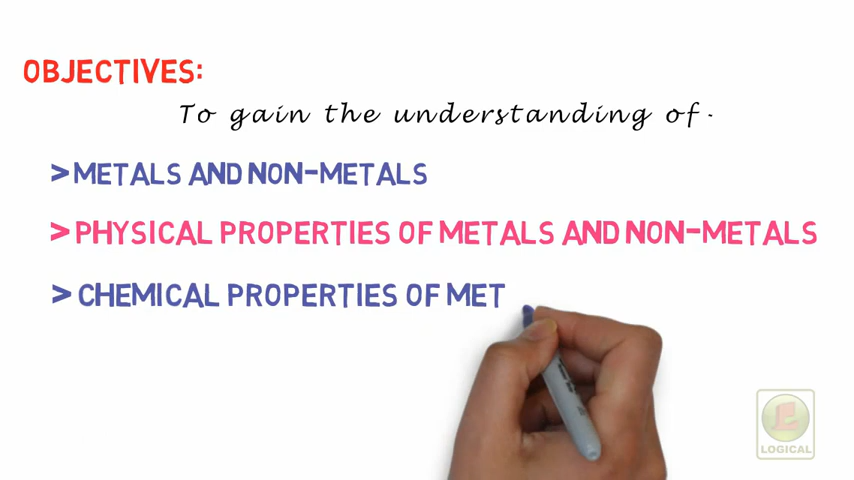 OBJECTIVES:
To gain the understanding of-
> METALS AND NON-METALS
> PHYSICAL PROPERTIES OF METALS AND NON-METALS
> CHEMICAL PROPERTIES OF MET
LOGICAL